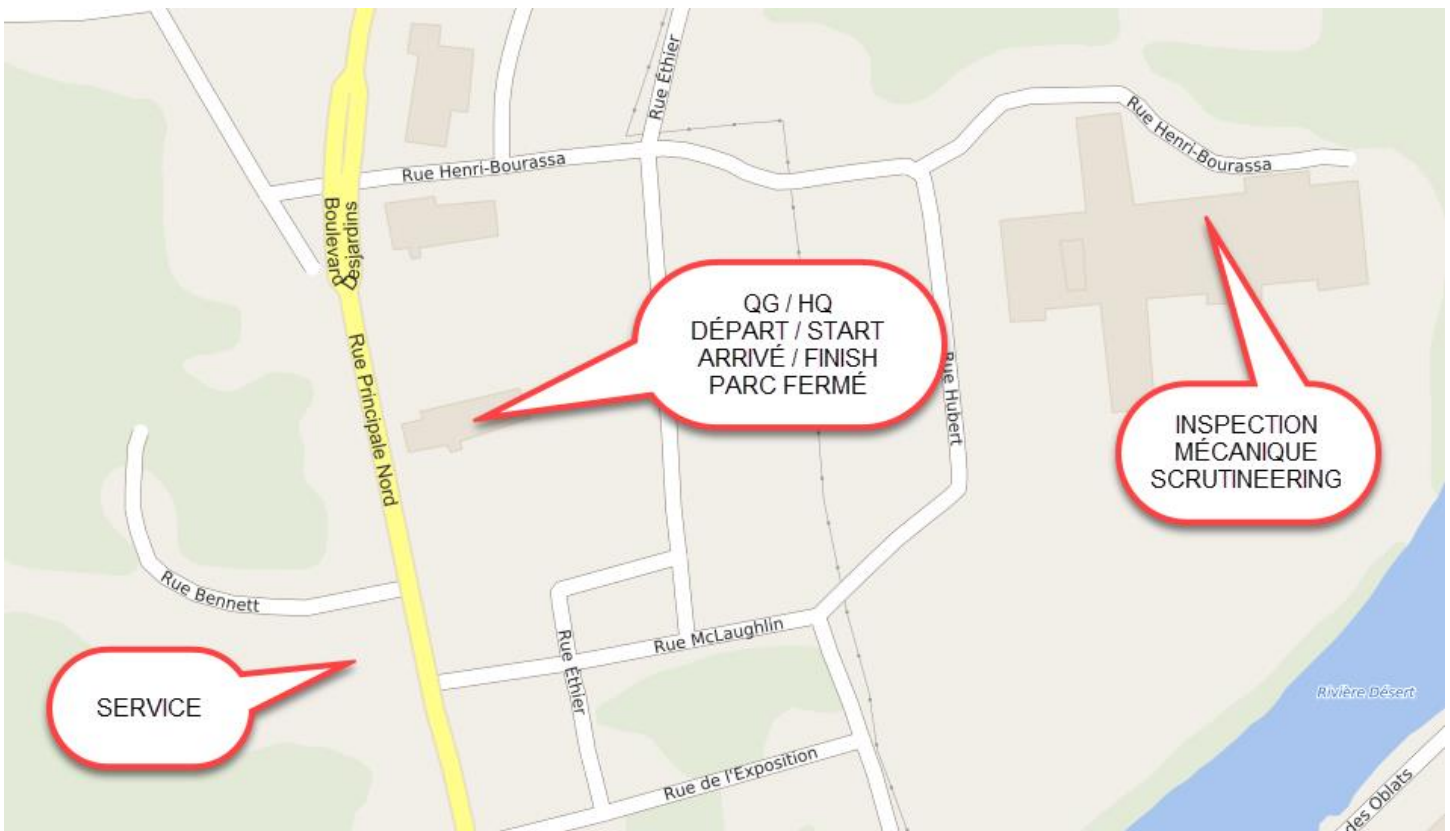 Rue Éthier
Rue Henri-Bourassa
Rue Henri-Bourassa
Boulevard
Desjardins
Rue Principale Nord
QG / HQ
DÉPART / START
ARRIVÉ / FINISH
PARC FERMÉ
Rue Hubert
INSPECTION
MÉCANIQUE
SCRUTINEERING
Rue Bennett
Rue McLaughlin
Rue Éthier
SERVICE
Rivière Désert
Rue de l'Exposition
des Oblats